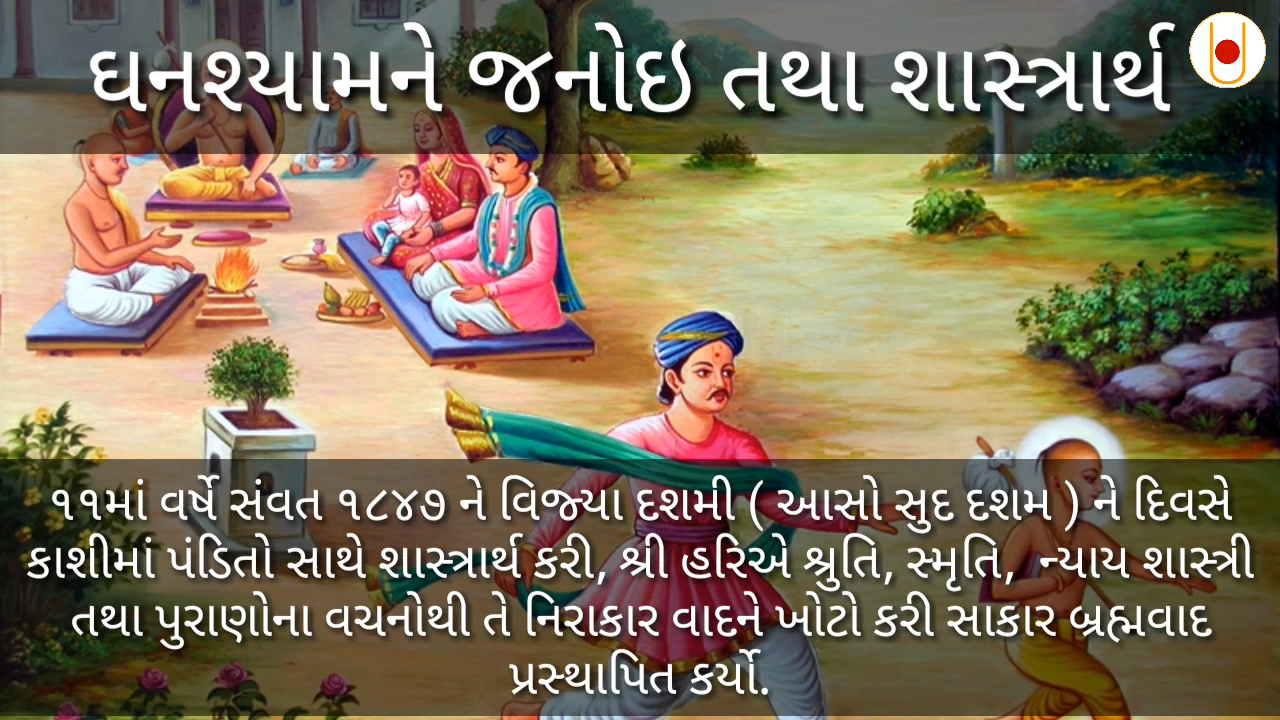 ઘનશ્યામને જનોઇ તથા શાસ્ત્રાર્થ
૧૧માં વર્ષે સંવત ૧૮૪૭ ને વિજ્યા દશમી ( આસો સુદ દશમ ) ને દિવસે
કાશીમાં પંડિતો સાથે શાસ્ત્રાર્થ કરી, શ્રી હરિએ શ્રુતિ, સ્મૃતિ, ન્યાય શાસ્ત્રી
તથા પુરાણોના વચનોથી તે નિરાકાર વાદને ખોટો કરી સાકાર બ્રહ્મવાદ
પ્રસ્થાપિત કર્યો.